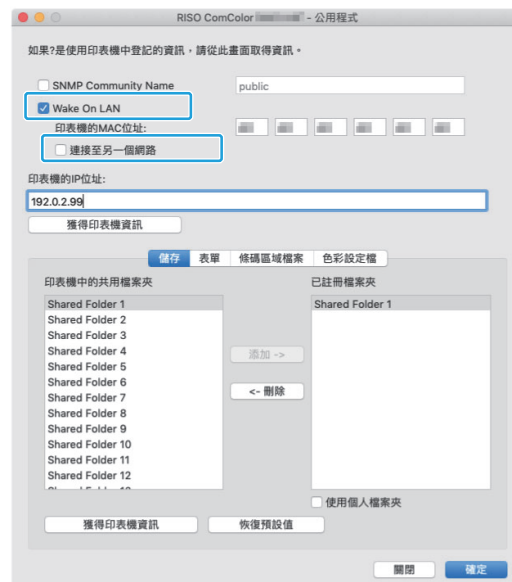 RISO ComColor - 公用程式
如果?是使用印表機中登記的資訊，請從此畫面取得資訊。
SNMP Community Name
public
Wake On LAN
印表機的MAC位址:
連接至另一個網路
印表機的IP位址:
192.0.2.99
獲得印表機資訊
儲存 表單 條碼區域檔案 色彩設定檔
印表機中的共用檔案夾 已註冊檔案夾
Shared Folder 1 Shared Folder 1
Shared Folder 2
Shared Folder 3
Shared Folder 4
Shared Folder 5
Shared Folder 6
Shared Folder 7
Shared Folder 8
Shared Folder 9
Shared Folder 10
Shared Folder 11
Shared Folder 12
添加 ->
<- 刪除
使用個人檔案夾
獲得印表機資訊 恢復預設值
關閉 確定